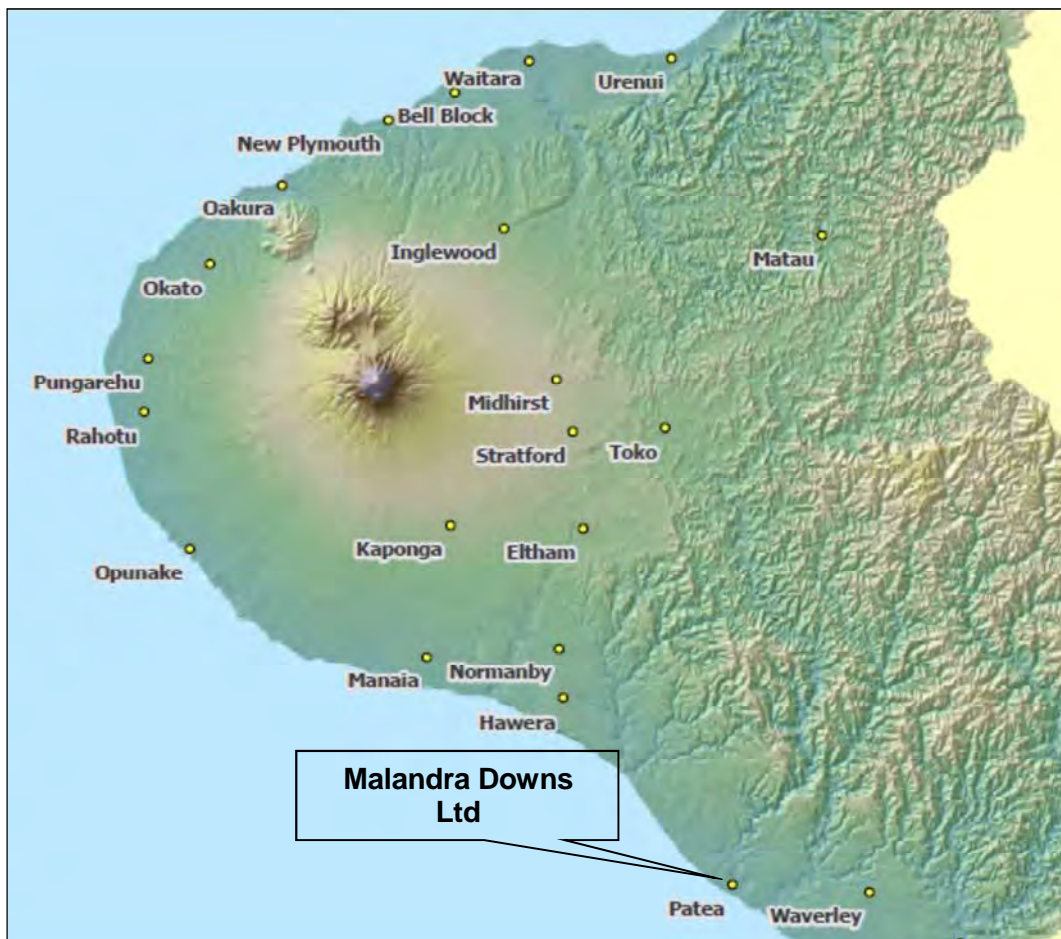 Waitara
Urenui
Bell Block
New Plymouth
Oakura
Inglewood
Matau
Okato
Pungarehu
Midhirst
Rahotu
Stratford
Toko
Kaponga
Eltham
Opunake
Manaia
Normanby
Hawera
Malandra Downs
Ltd
Patea
Waverley